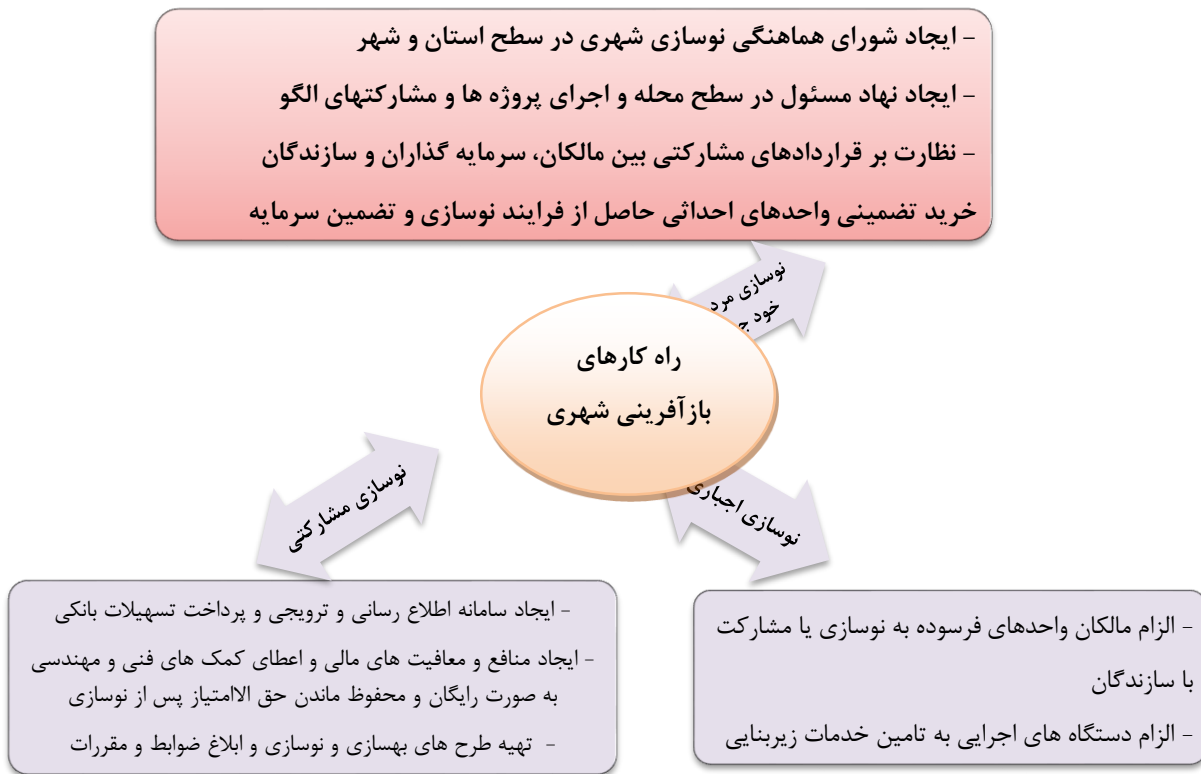 - ایجاد شورای هماهنگی نوسازی شهری در سطح استان و شهر
- ایجاد نهاد مسئول در سطح محله و اجرای پروژه ها و مشارکتهای الگو
- نظارت بر قراردادهای مشارکتی بین مالکان، سرمایه گذاران و سازندگان
خرید تضمینی واحدهای احداثی حاصل از فرایند نوسازی و تضمین سرمایه
نوسازی
خود
راه کارهای
بازآفرینی شهری
نوسازی اجباری
نوسازی مشارکتی
- الزام مالکان واحدهای فرسوده به نوسازی یا مشارکت
با سازندگان
- الزام دستگاه های اجرایی به تامین خدمات زیربنایی
- ایجاد سامانه اطلاع رسانی و ترویجی و پرداخت تسهیلات بانکی
- ایجاد منافع و معافیت های مالی و اعطای کمک های فنی و مهندسی
به صورت رایگان و محفوظ ماندن حق الاامتیاز پس از نوسازی
- تهیه طرح های بهسازی و نوسازی و ابلاغ ضوابط و مقررات